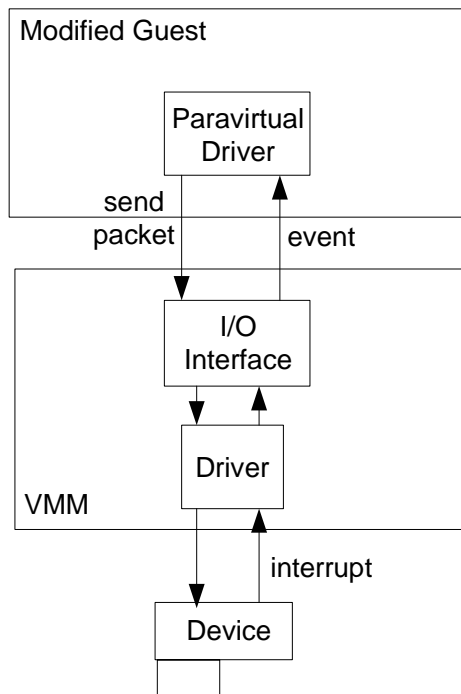 Modified Guest
Paravirtual
Driver
send
packet
event
I/O
Interface
Driver
VMM
interrupt
Device